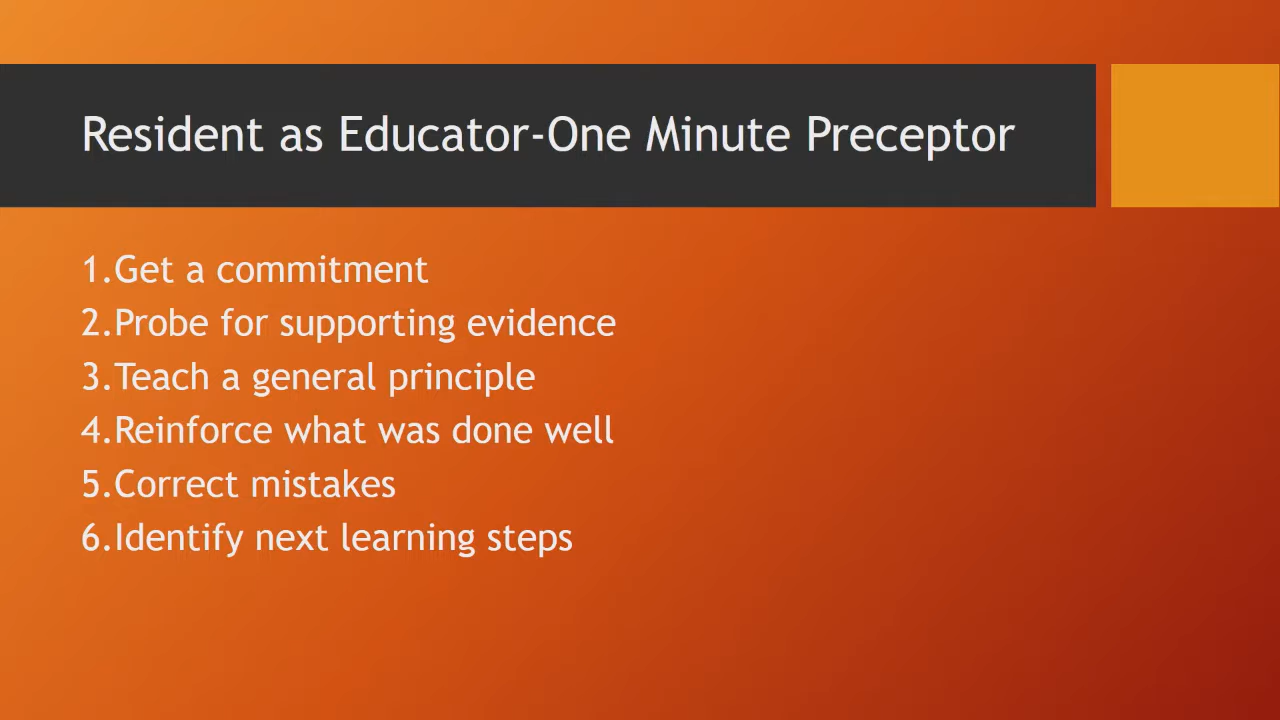 Resident as Educator-One Minute Preceptor
1.Get a commitment
2.Probe for supporting evidence
3.Teach a general principle
4.Reinforce what was done well
5.Correct mistakes
6.Identify next learning steps